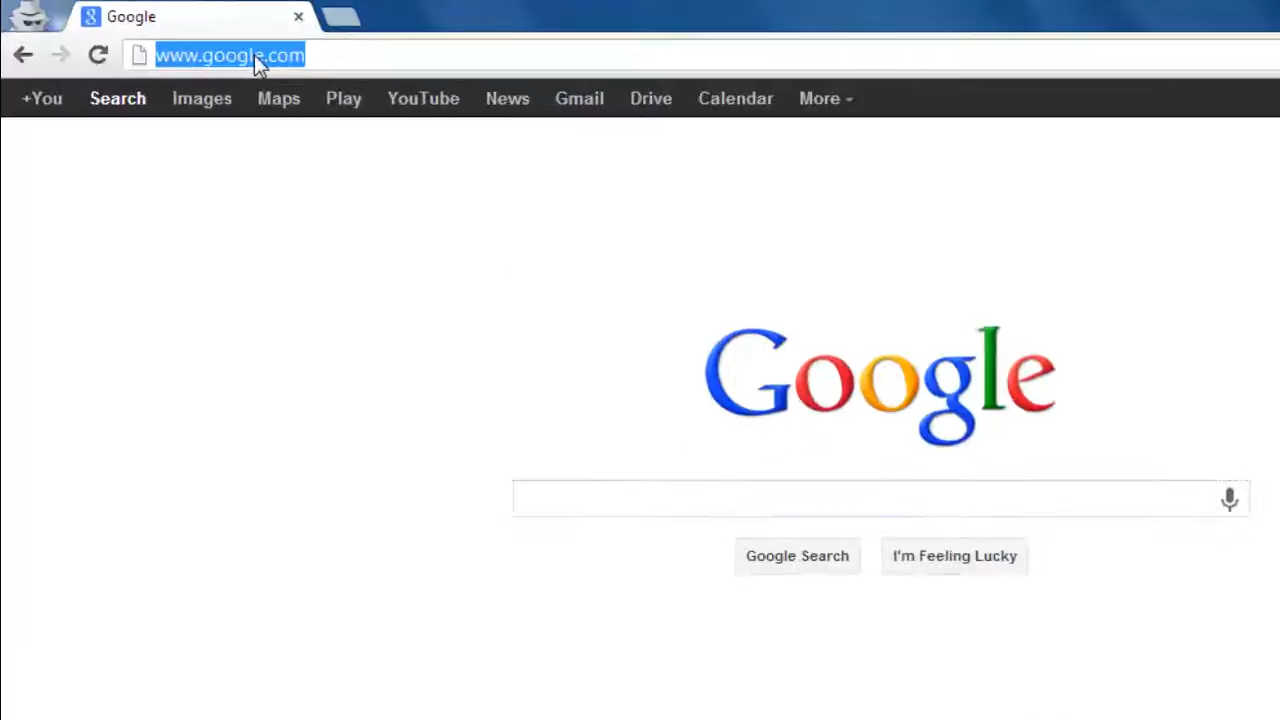 Google
www.google.com
+You Search Images Maps Play YouTube News Gmail Drive Calendar More
Google
Google Search I'm Feeling Lucky